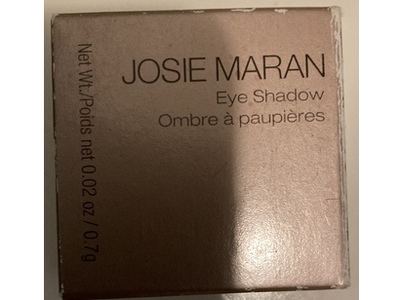 JOSIE MARAN
Eye Shadow
Ombre à paupières
Net Wt./Poids net 0.02 oz / 0.7g